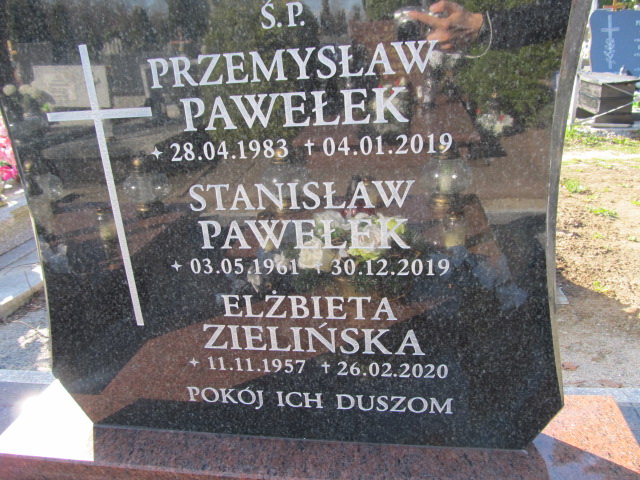 Ś.P.
PRZEMYSŁAW
PAWEŁEK
✦ 28.04.1983 † 04.01.2019
STANISŁAW
PAWEŁEK
✦ 03.05.1961 † 30.12.2019
ELŻBIETA
ZIELIŃSKA
✦ 11.11.1957 † 26.02.2020
POKÓJ ICH DUSZOM